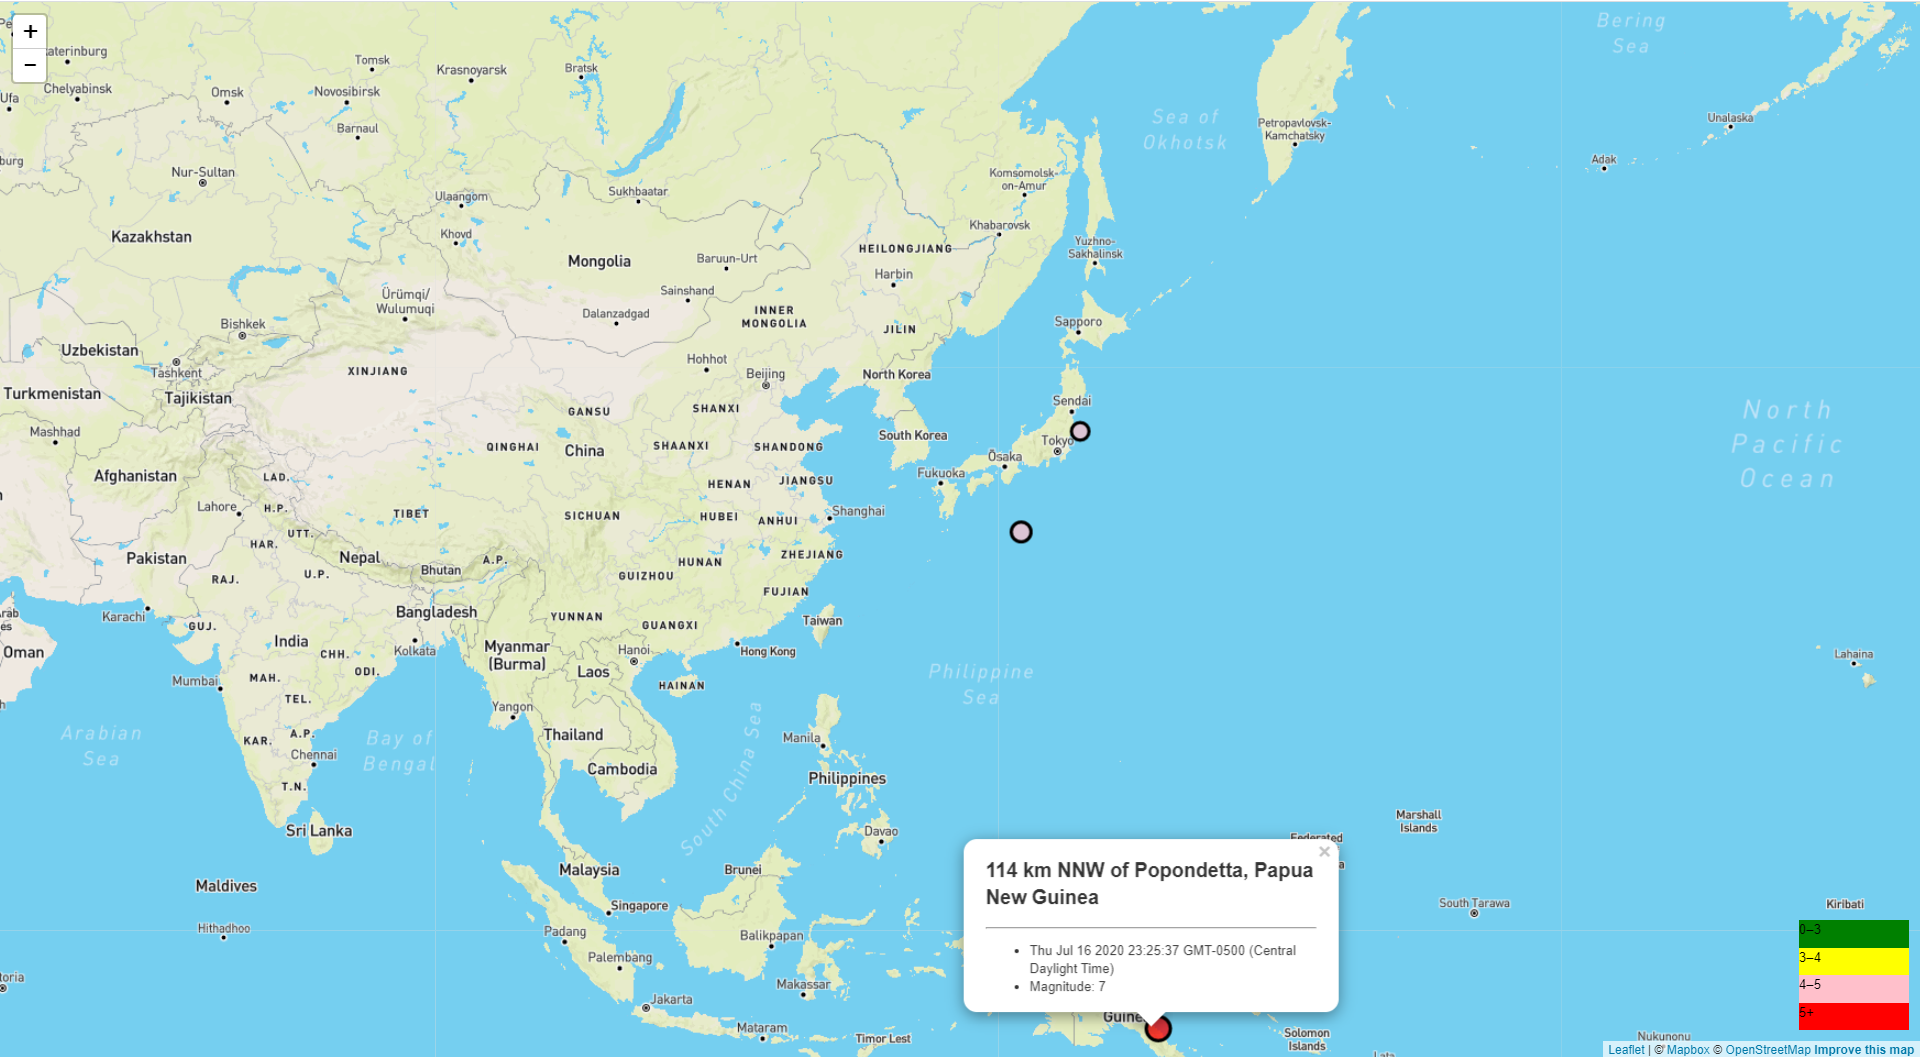 +
−
Bering
Sea
katerinburg
Tomsk
Krasnoyarsk
Bratsk
Chelyabinsk
Omsk
Novosibirsk
Ufa
Barnaul
Sea of
Okhotsk
Petropavlovsk-
Kamchatsky
Unalaska
Adak
burg
Nur-Sultan
Ulaangom
Sukhbaatar
Komsomolsk-
on-Amur
Khabarovsk
Kazakhstan
Khovd
Mongolia
Baruun-Urt
HEILONGJIANG
Yuzhno-
Sakhalinsk
Harbin
Ürümqi/
Wulumuqi
Sainshand
Dalanzadgad
INNER
MONGOLIA
JILIN
Sapporo
Bishkek
Uzbekistan
Tashkent
XINJIANG
Hohhot
Beijing
North Korea
Turkmenistan
Tajikistan
GANSU
SHANXI
Sendai
North
Pacific
Ocean
Mashhad
QINGHAI
China
SHAANXI
SHANDONG
South Korea
Tokyo
Ōsaka
Afghanistan
LAD.
HENAN
JIANGSU
Fukuoka
Lahore
H.P.
TIBET
SICHUAN
HUBEI
ANHUI
Shanghai
UTT.
HAR.
Pakistan
Nepal
Bhutan
A.P.
HUNAN
ZHEJIANG
RAJ.
U.P.
GUIZHOU
FUJIAN
Karachi
Bangladesh
YUNNAN
GUANGXI
Taiwan
GUJ.
India
CHH.
Kolkata
Myanmar
(Burma)
Hanoi
Hong Kong
Oman
Laos
ODI.
MAH.
Mumbai
TEL.
HAINAN
Philippine
Sea
Lahaina
Yangon
Arabian
Sea
KAR.
A.P.
Bay of
Bengal
Thailand
South China Sea
Manila
Chennai
T.N.
Cambodia
Philippines
Sri Lanka
Davao
Marshall
Islands
Federated
Malaysia
Brunei
114 km NNW of Popondetta, Papua
New Guinea
×
Thu Jul 16 2020 23:25:37 GMT-0500 (Central
Daylight Time)
Magnitude: 7
Maldives
Singapore
South Tarawa
Kiribati
Hithadhoo
Padang
Balikpapan
Palembang
Makassar
Jakarta
Mataram
Timor Lest
Guine
Solomon
Islands
Lata
Nukunonu
0–3
3–4
4–5
5+
Leaflet | © Mapbox © OpenStreetMap Improve this map